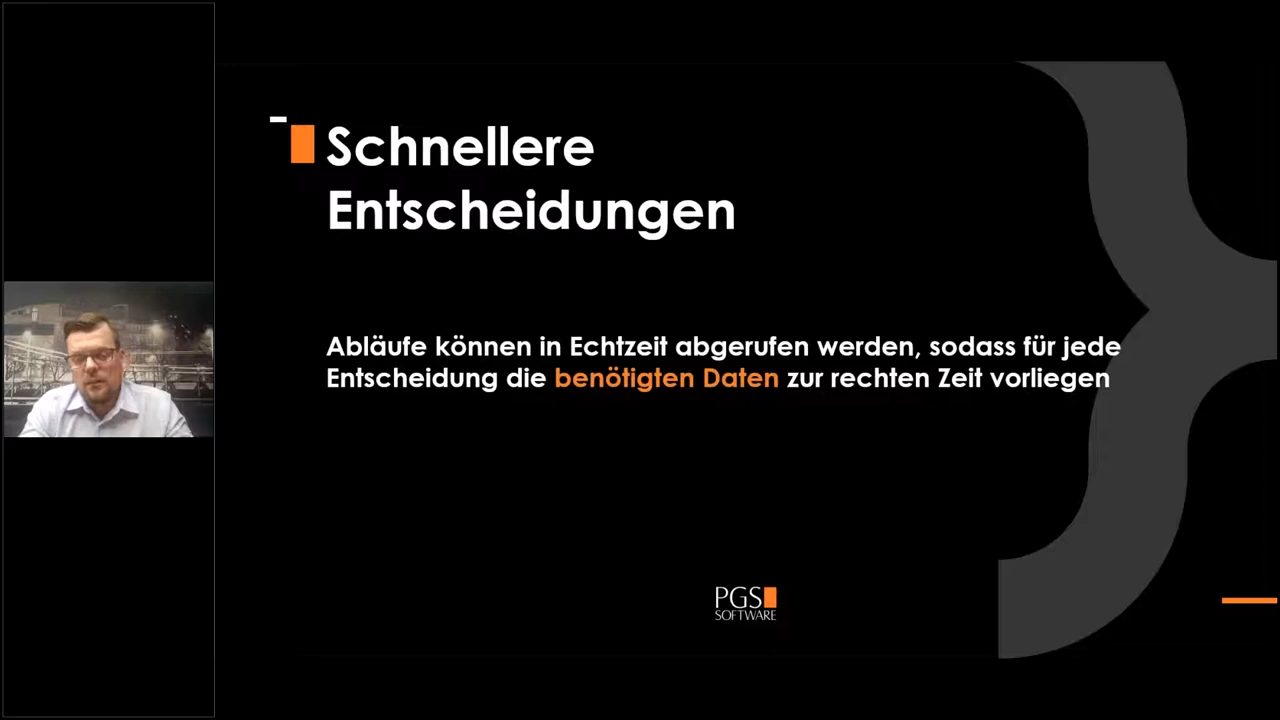 Schnellere
Entscheidungen
Abläufe können in Echtzeit abgerufen werden, sodass für jede
Entscheidung die benötigten Daten zur rechten Zeit vorliegen
PGS
SOFTWARE